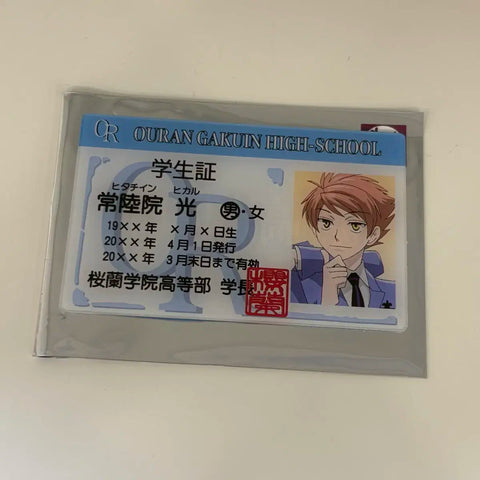 OR OURAN GAKUIN HIGH-SCHOOL
学生証
ヒタチイン ヒカル
常陸院 光 男・女
19××年 ×月×日生
20××年 4月1日発行
20××年 3月末日まで有効
桜蘭学院高等部 学長
桜蘭